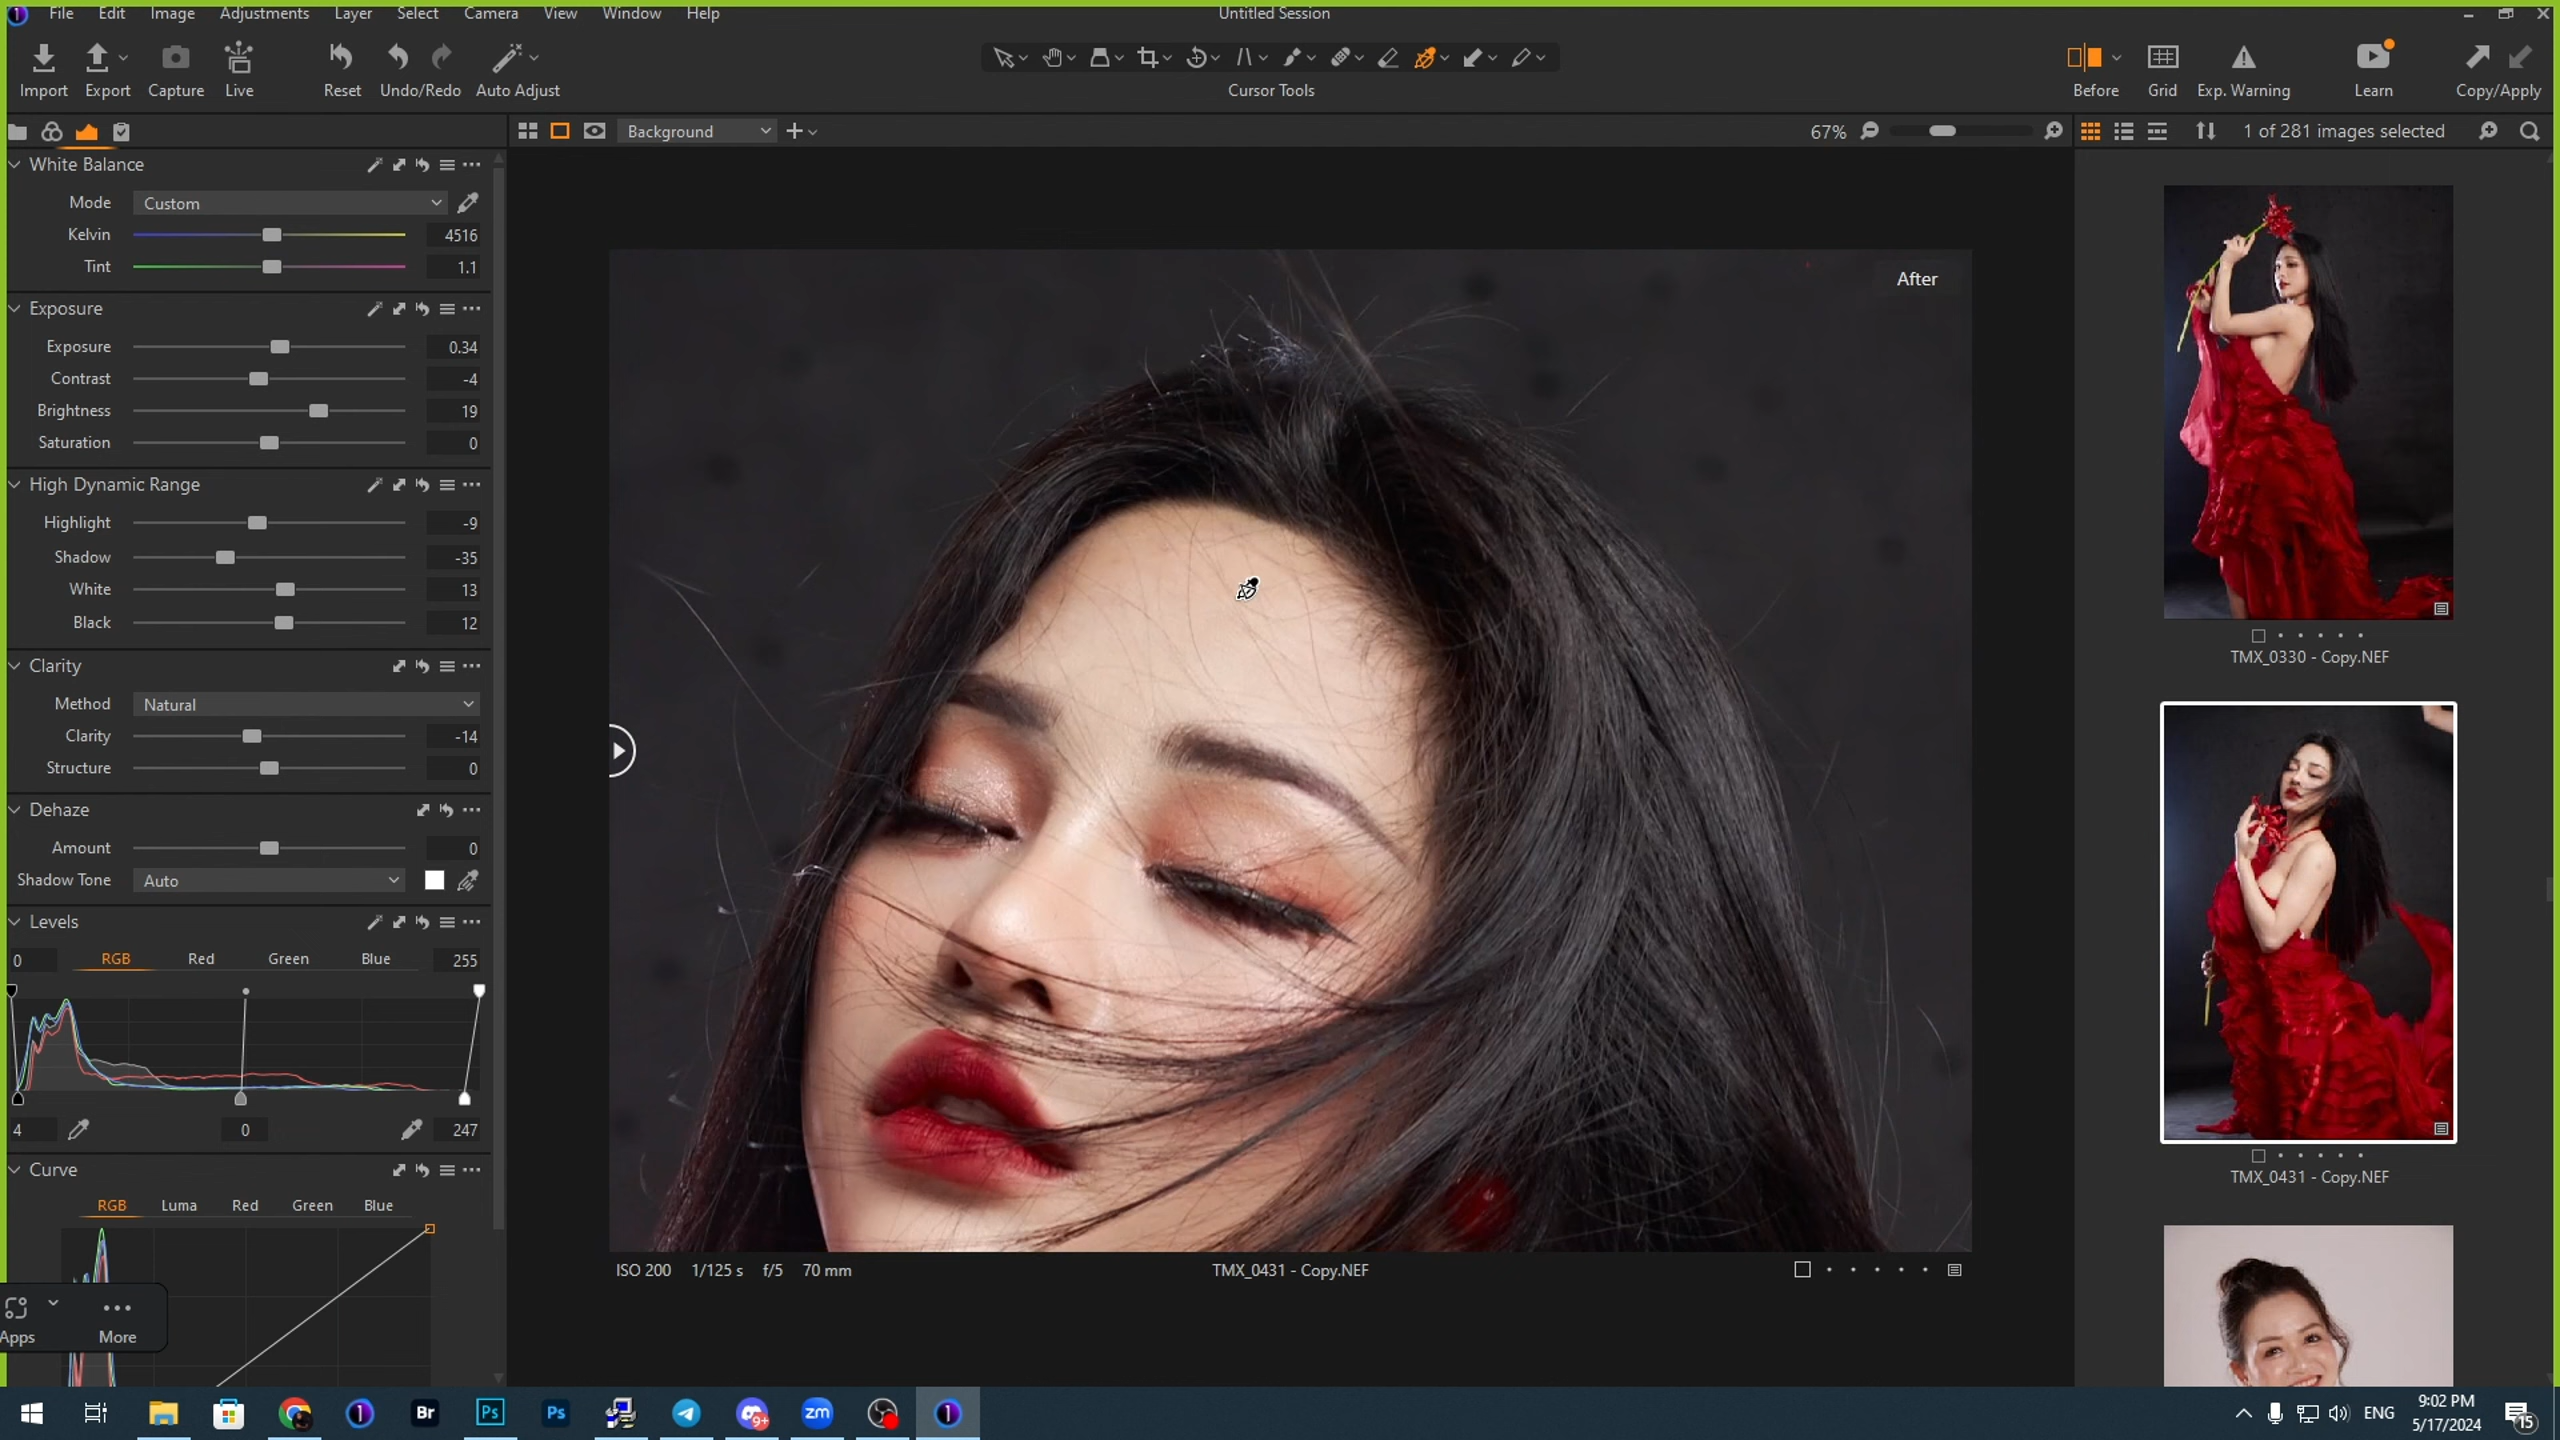 File Edit Image Adjustments Layer Select Camera View Window Help
Untitled Session
Import Export Capture Live Reset Undo/Redo Auto Adjust
Cursor Tools
Before Grid Exp. Warning Learn Copy/Apply
Background
67%
1 of 281 images selected
White Balance
Mode Custom
Kelvin 4516
Tint 1.1
Exposure
Exposure 0.34
Contrast -4
Brightness 19
Saturation 0
High Dynamic Range
Highlight -9
Shadow -35
White 13
Black 12
Clarity
Method Natural
Clarity -14
Structure 0
Dehaze
Amount 0
Shadow Tone Auto
Levels
0 RGB Red Green Blue 255
4 0 247
Curve
RGB Luma Red Green Blue
Apps More
After
ISO 200 1/125 s f/5 70 mm
TMX_0431 - Copy.NEF
TMX_0330 - Copy.NEF
TMX_0431 - Copy.NEF
Br Ps Ps 9+ zm
ENG
9:02 PM
5/17/2024
15